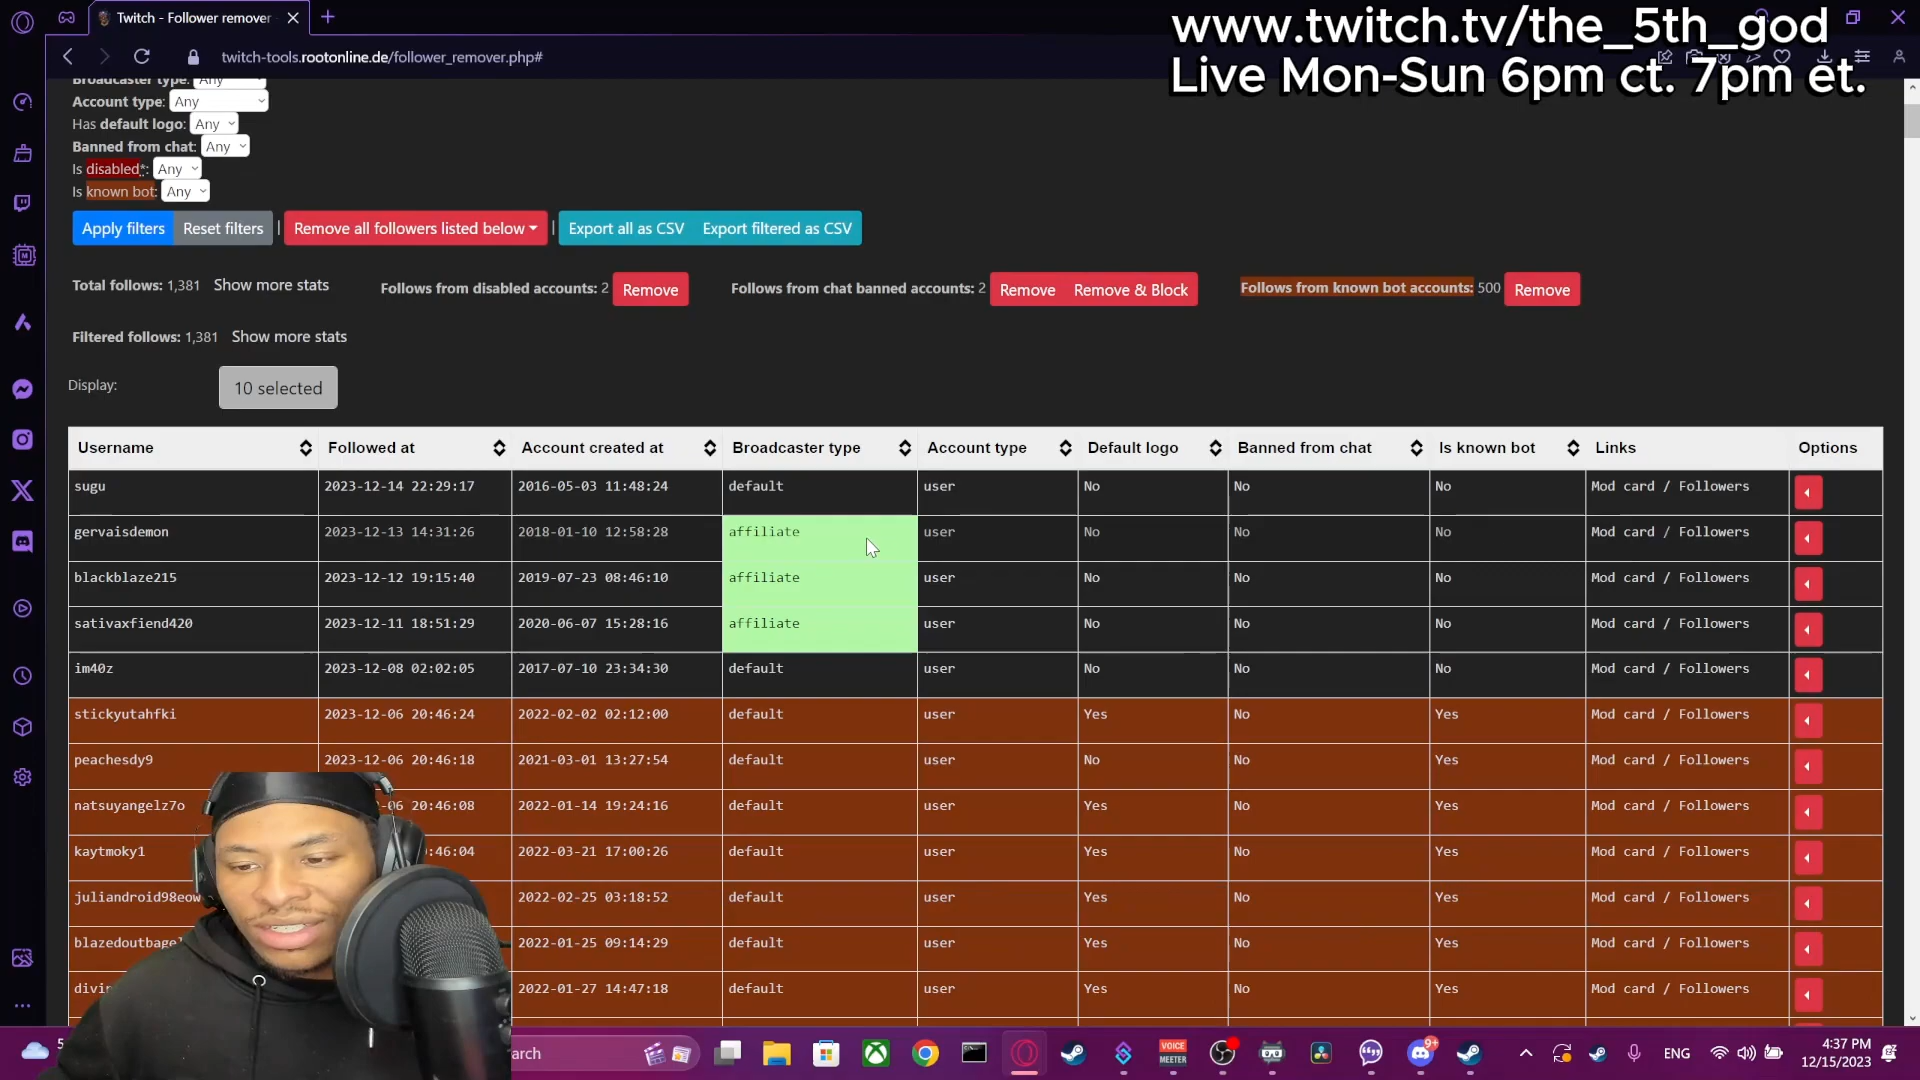 Twitch - Follower remover
www.twitch.tv/the_5th_god
twitch-tools.rootonline.de/follower_remover.php#
Live Mon-Sun 6pm ct. 7pm et.
Broadcaster type: Any
Account type: Any
Has default logo: Any
Banned from chat: Any
Is disabled*: Any
Is known bot: Any
Apply filters Reset filters | Remove all followers listed below | Export all as CSV Export filtered as CSV
Total follows: 1,381 Show more stats Follows from disabled accounts: 2 Remove Follows from chat banned accounts: 2 Remove Remove & Block Follows from known bot accounts: 500 Remove
Filtered follows: 1,381 Show more stats
Display: 10 selected
Username Followed at Account created at Broadcaster type Account type Default logo Banned from chat Is known bot Links Options
sugu 2023-12-14 22:29:17 2016-05-03 11:48:24 default user No No No Mod card / Followers
gervaisdemon 2023-12-13 14:31:26 2018-01-10 12:58:28 affiliate user No No No Mod card / Followers
blackblaze215 2023-12-12 19:15:40 2019-07-23 08:46:10 affiliate user No No No Mod card / Followers
sativaxfiend420 2023-12-11 18:51:29 2020-06-07 15:28:16 affiliate user No No No Mod card / Followers
im40z 2023-12-08 02:02:05 2017-07-10 23:34:30 default user No No No Mod card / Followers
stickyutahfki 2023-12-06 20:46:24 2022-02-02 02:12:00 default user Yes No Yes Mod card / Followers
peachesdy9 2023-12-06 20:46:18 2021-03-01 13:27:54 default user No No Yes Mod card / Followers
natsuyangelz7o -06 20:46:08 2022-01-14 19:24:16 default user Yes No Yes Mod card / Followers
kaytmoky1 :46:04 2022-03-21 17:00:26 default user Yes No Yes Mod card / Followers
juliandroid98eow 2022-02-25 03:18:52 default user Yes No Yes Mod card / Followers
blazedoutbagel 2022-01-25 09:14:29 default user Yes No Yes Mod card / Followers
2022-01-27 14:47:18 default user Yes No Yes Mod card / Followers
arch
VOICE
MEETER
9+
ENG
4:37 PM
12/15/2023